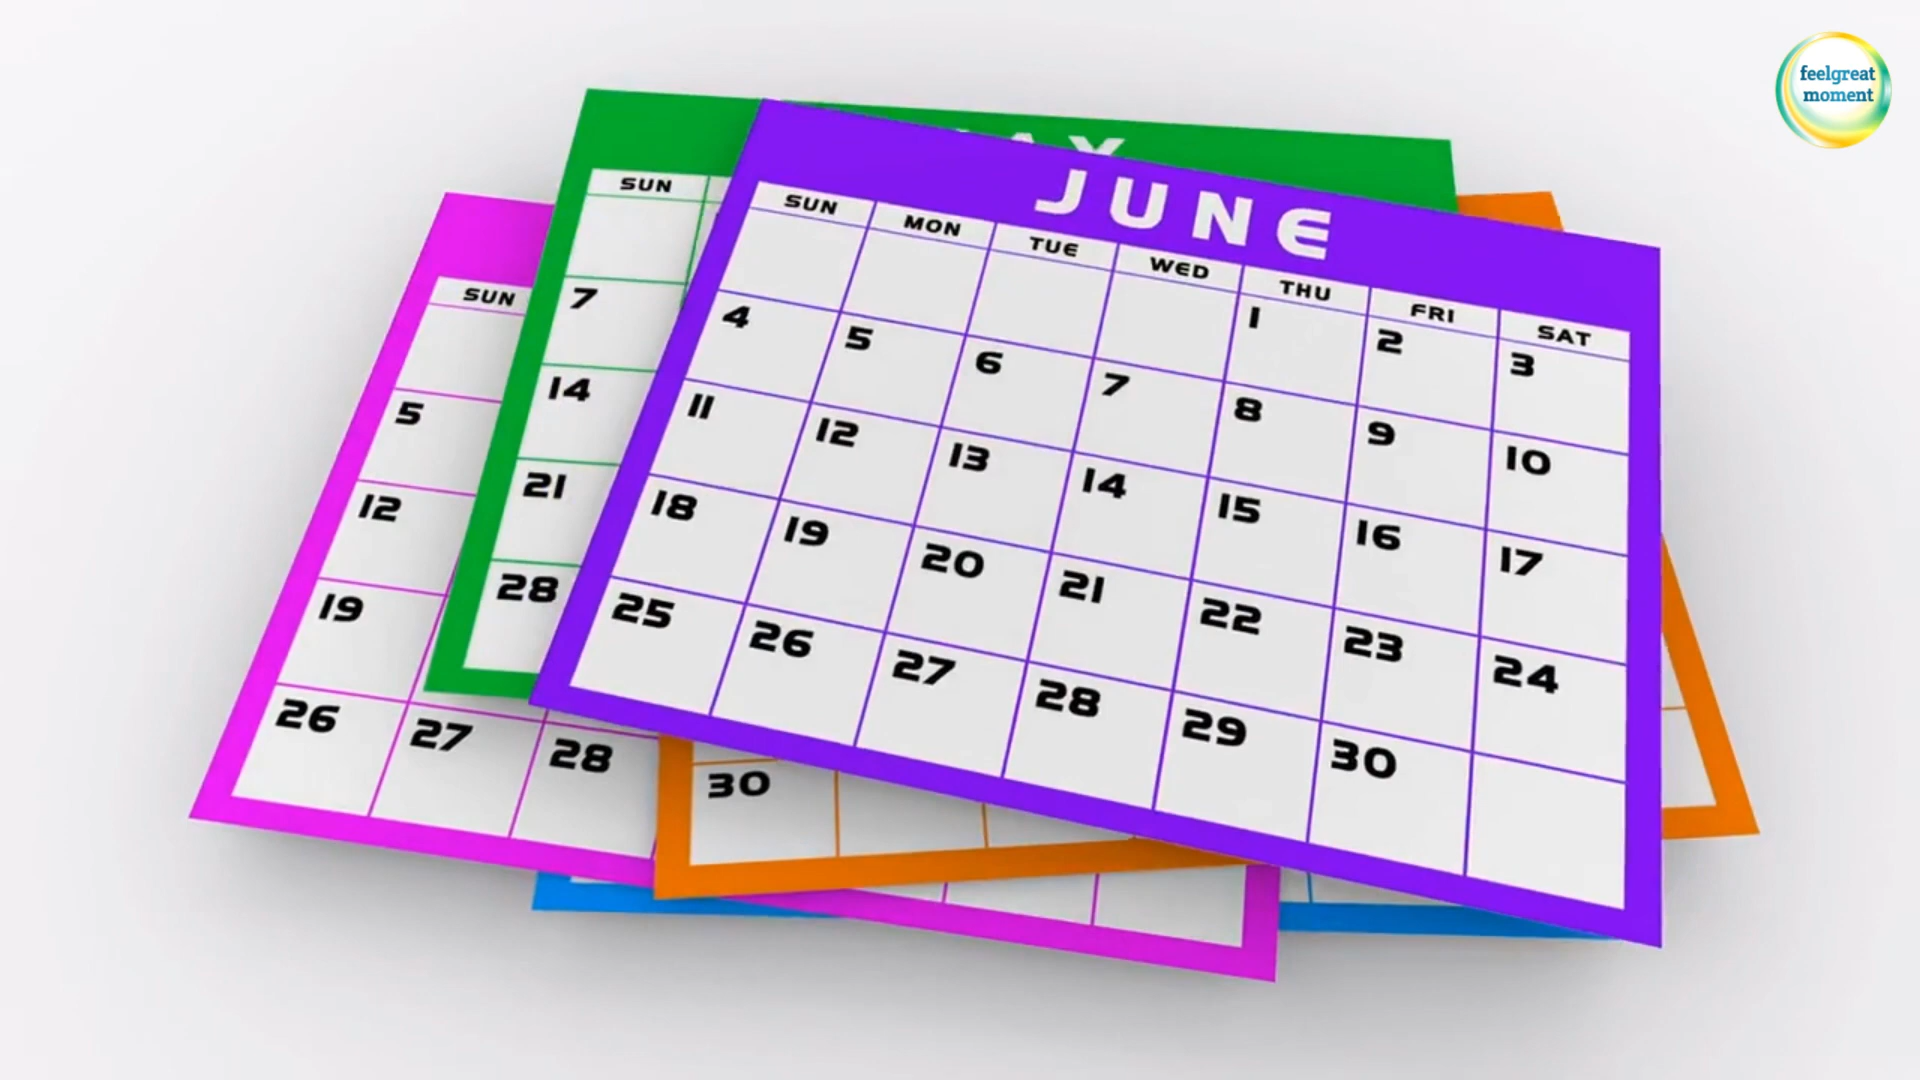 feelgreat
moment
JUNE
SUN MON TUE WED THU FRI SAT
1 2 3
4 5 6 7 8 9 10
11 12 13 14 15 16 17
18 19 20 21 22 23 24
25 26 27 28 29 30
SUN
7
14
21
28
SUN
5
12
19
26 27 28
30